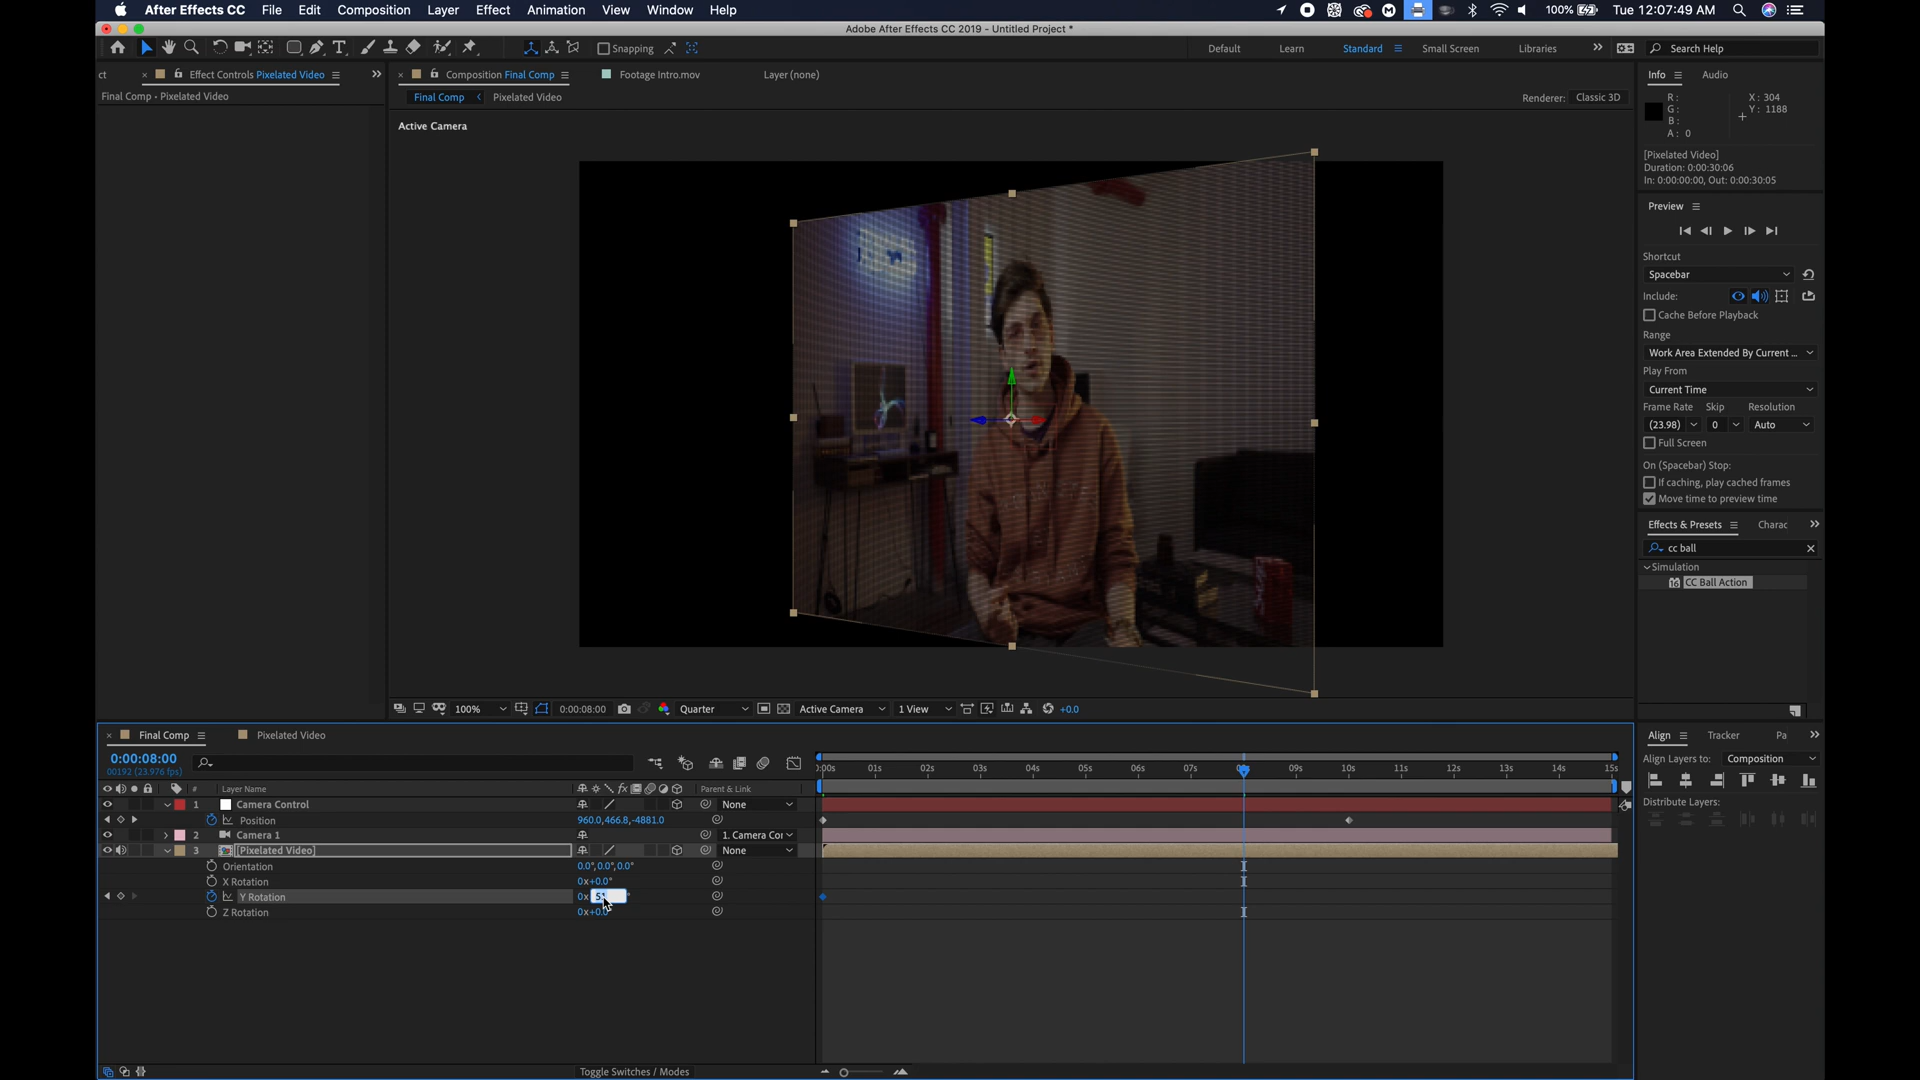 After Effects CC File Edit Composition Layer Effect Animation View Window Help 100% Tue 12:07:49 AM
Adobe After Effects CC 2019 - Untitled Project *
Snapping Default Learn Standard Small Screen Libraries Search Help
ct Effect Controls Pixelated Video Composition Final Comp Footage Intro.mov Layer (none) Info Audio
Final Comp • Pixelated Video Final Comp Pixelated Video Renderer: Classic 3D
R: X: 304
G: Y: 1188
B:
A: 0
Active Camera
[Pixelated Video]
Duration: 0:00:30:06
In: 0:00:00:00, Out: 0:00:30:05
Preview
Shortcut
Spacebar
Include:
Cache Before Playback
Range
Work Area Extended By Current ...
Play From
Current Time
Frame Rate Skip Resolution
(23.98) 0 Auto
Full Screen
On (Spacebar) Stop:
If caching, play cached frames
Move time to preview time
Effects & Presets Charac
cc ball
Simulation
CC Ball Action
100% 0:00:08:00 Quarter Active Camera 1 View +0.0
Final Comp Pixelated Video Align Tracker Pa
0:00:08:00
00192 (23.976 fps)
:00s 01s 02s 03s 04s 05s 06s 07s 09s 10s 11s 12s 13s 14s 15s
Align Layers to: Composition
Distribute Layers:
# Layer Name Parent & Link
1 Camera Control None
Position 960.0,466.8,-4881.0
2 Camera 1 1. Camera Cor
3 [Pixelated Video] None
Orientation 0.0°,0.0°,0.0°
X Rotation 0x+0.0°
Y Rotation 0x
Z Rotation 0x+0.0°
Toggle Switches / Modes